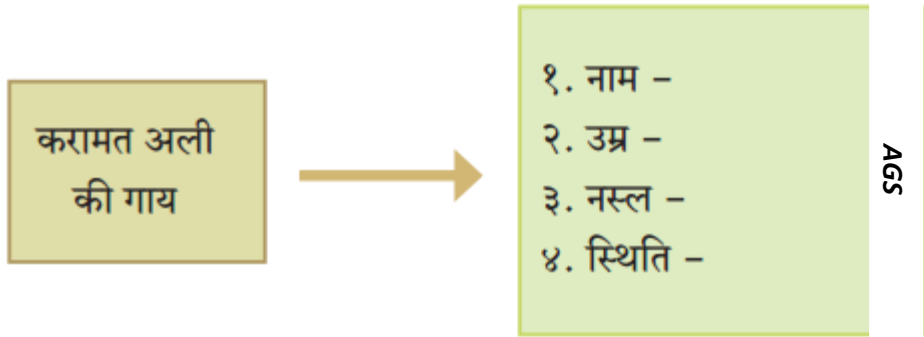 करामत अली
की गाय
१. नाम –
२. उम्र –
३. नस्ल –
४. स्थिति –
AGS